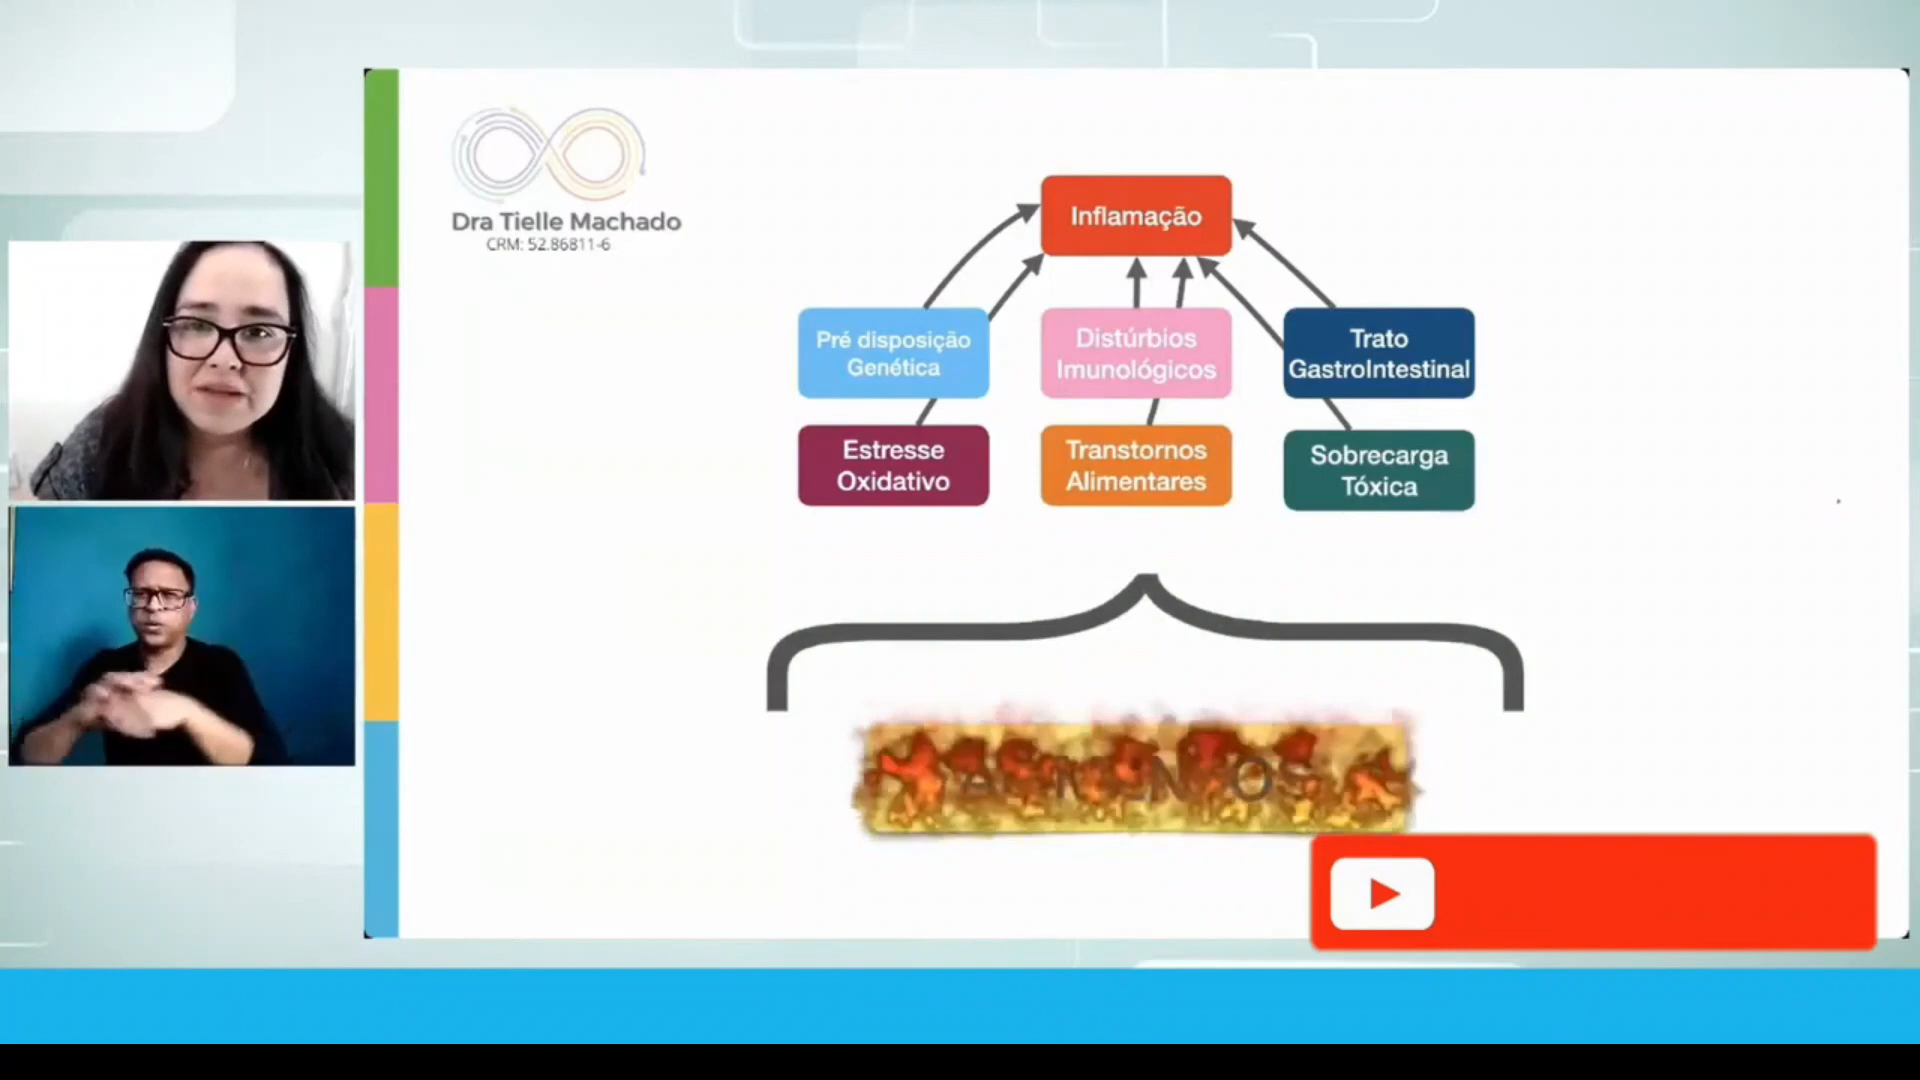 Dra Tielle Machado
CRM: 52.86811-6
Inflamação
Pré disposição
Genética
Distúrbios
Imunológicos
Trato
GastroIntestinal
Estresse
Oxidativo
Transtornos
Alimentares
Sobrecarga
Tóxica